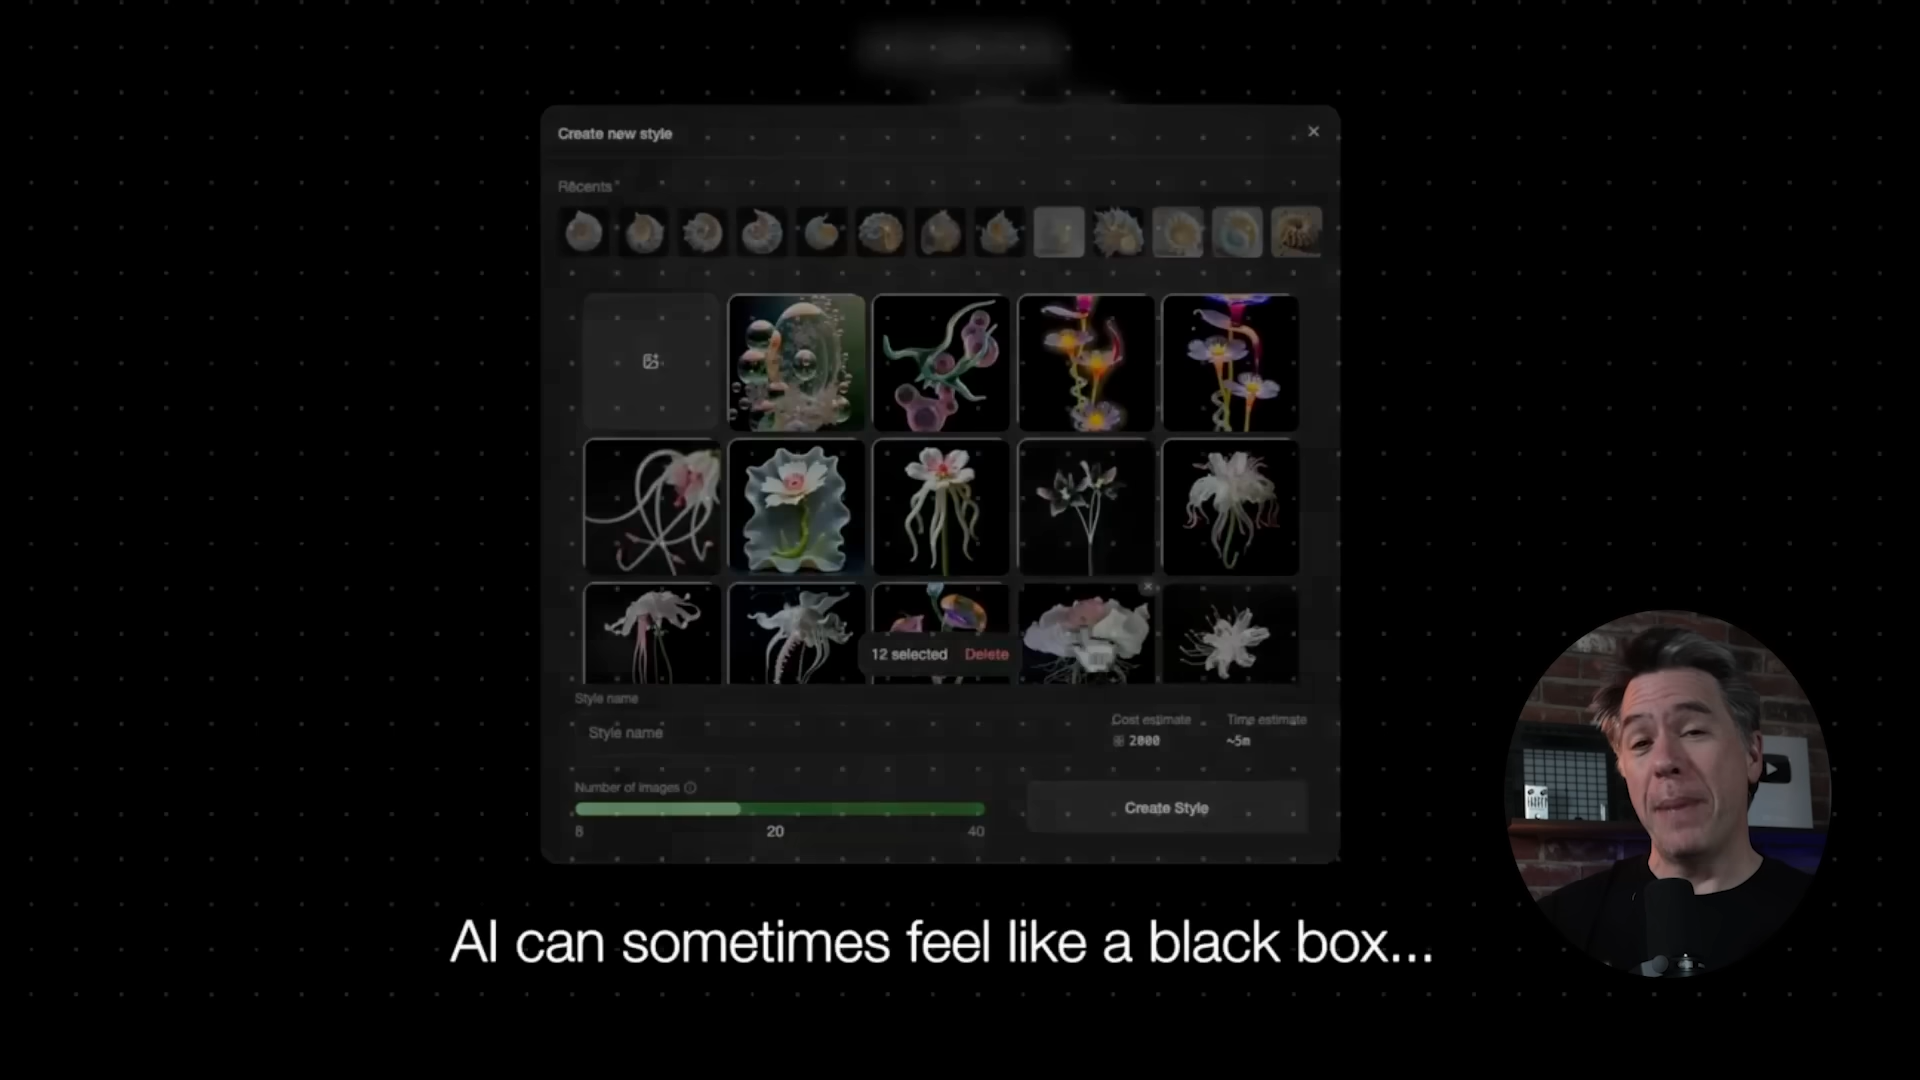 Create new style
Recents
12 selected Delete
Style name
Style name
Cost estimate
2000
Time estimate
~5m
Number of images
8
20
40
Create Style
AI can sometimes feel like a black box...